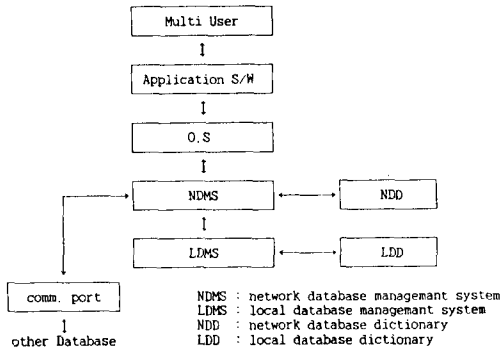 Multi User
Application S/W
O.S
NDMS
NDD
LDMS
LDD
comm. port
other Database
NDMS : network database managemant system
LDMS : local database managemant system
NDD : network database dictionary
LDD : local database dictionary